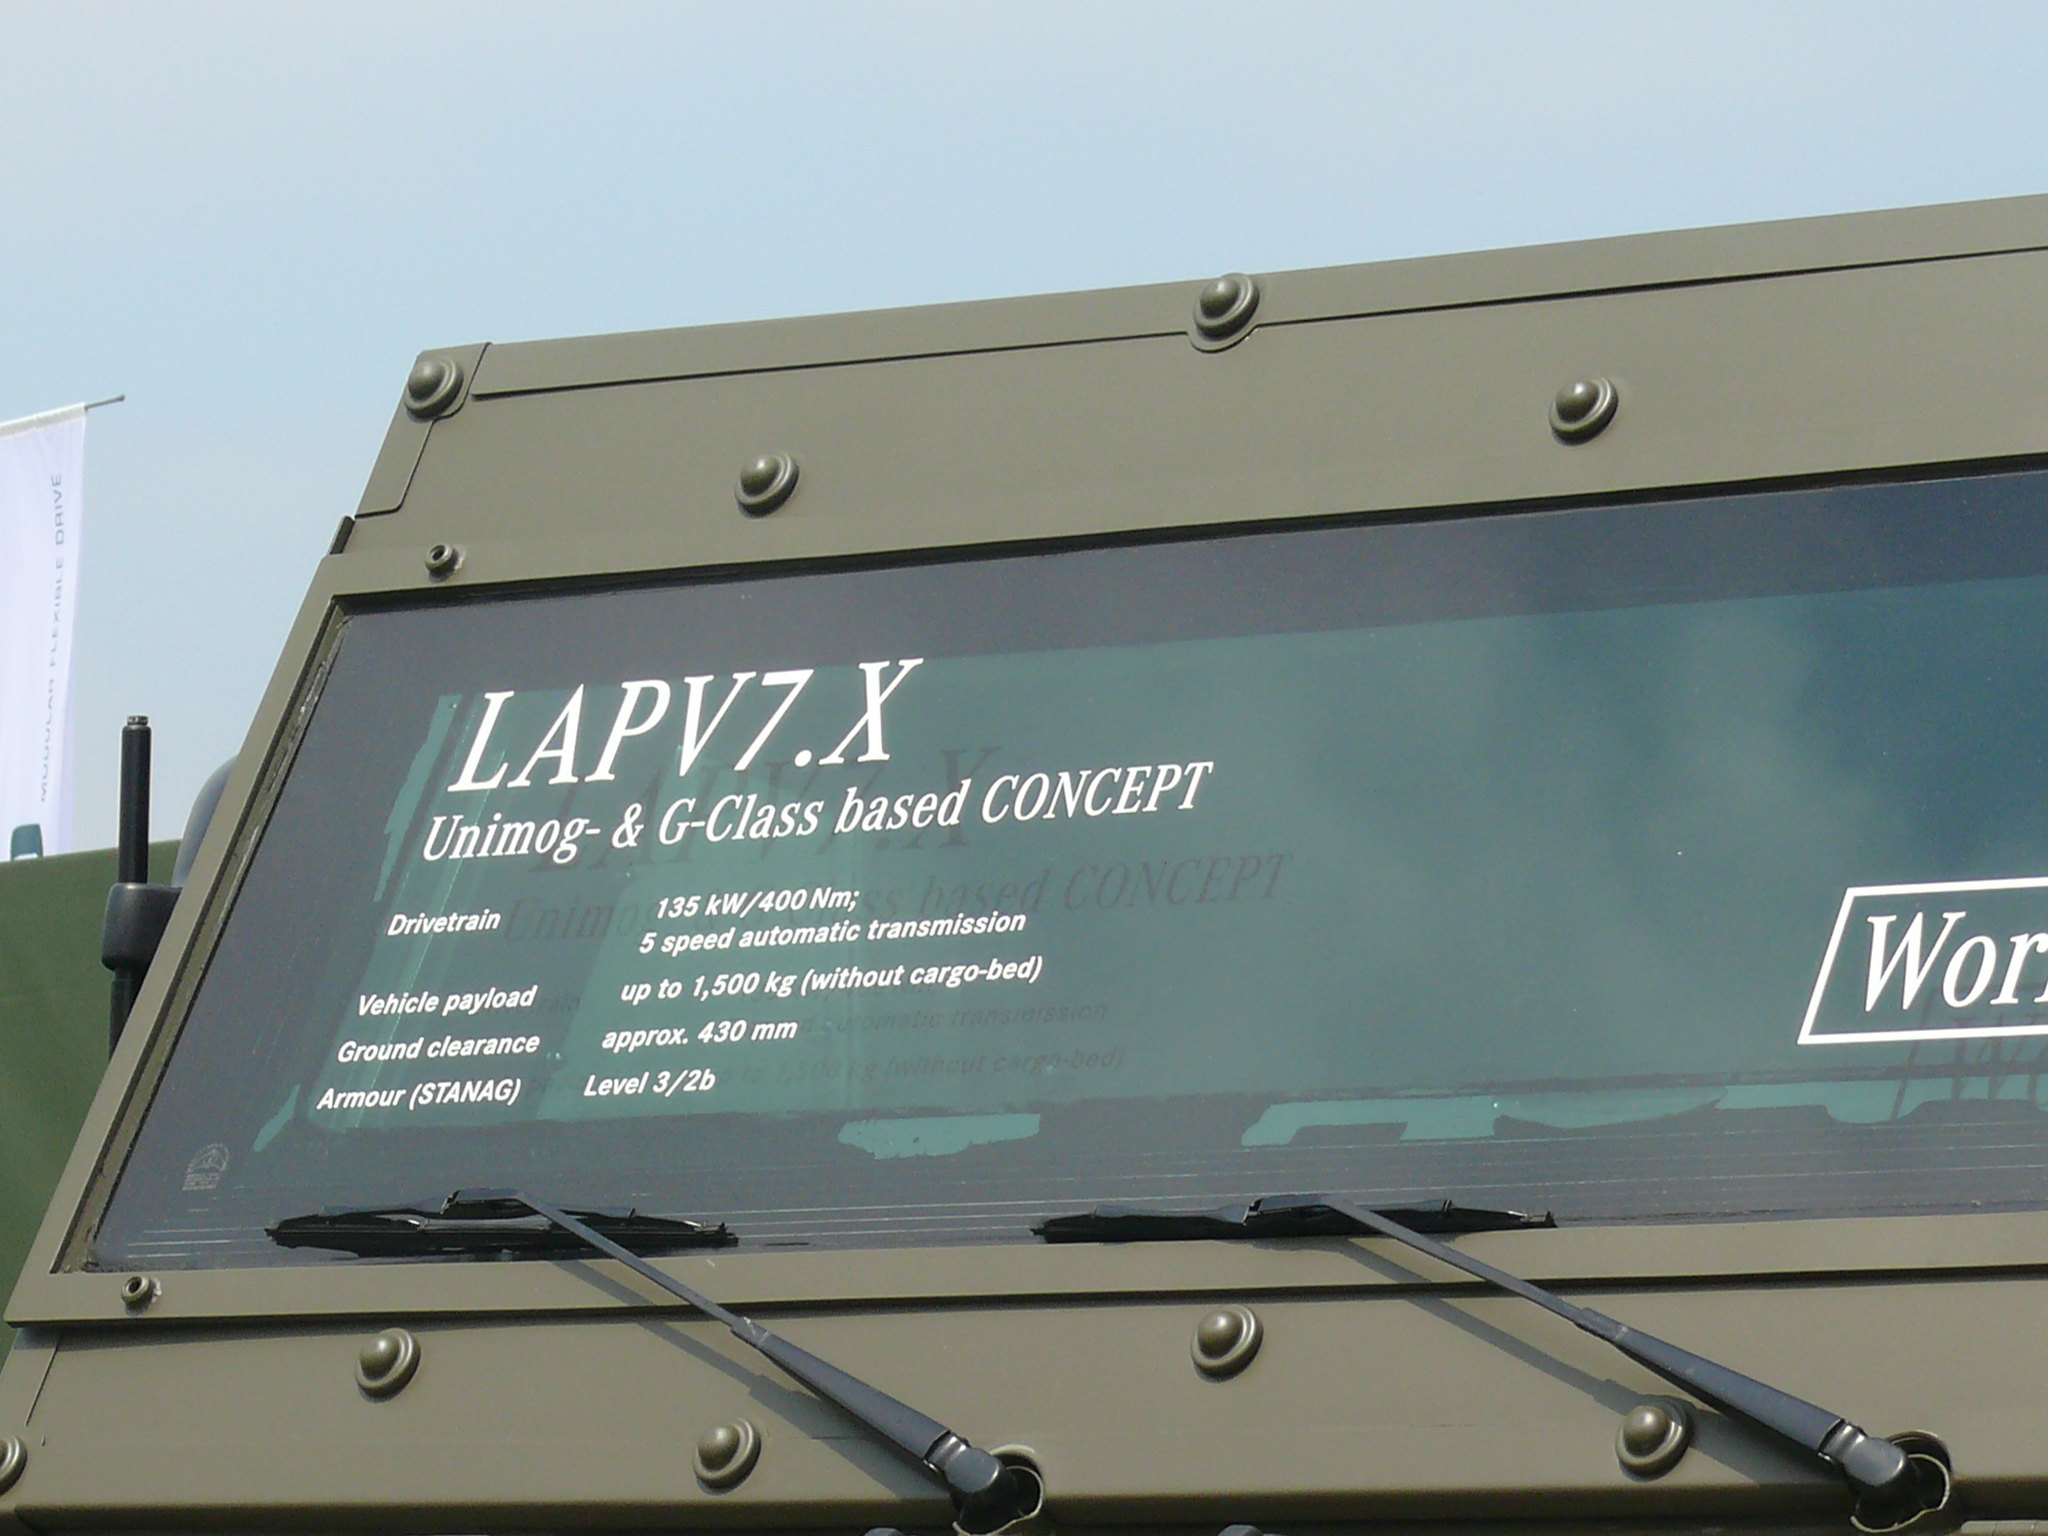 MODULAR FLEXIBLE DRIVE
LAPV7.X
Unimog- & G-Class based CONCEPT
Drivetrain 135 kW/400 Nm;
5 speed automatic transmission
Vehicle payload up to 1,500 kg (without cargo-bed)
Ground clearance approx. 430 mm
Armour (STANAG) Level 3/2b